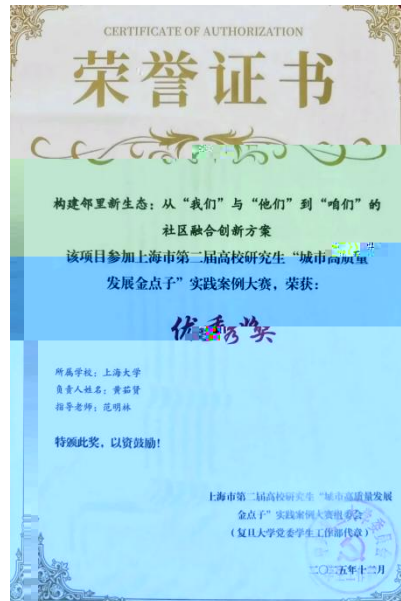 CERTIFICATE OF AUTHORIZATION
荣誉证书
构建邻里新生态：从“我们”与“他们”到“咱们”的
社区融合创新方案
该项目参加上海市第二届高校研究生“城市高质量
发展金点子”实践案例大赛，荣获：
优秀奖
所属学校：上海大学
负责人姓名：黄茹贤
指导老师：范明林
特颁此奖，以资鼓励！
上海市第二届高校研究生“城市高质量发展
金点子”实践案例大赛组委会
（复旦大学党委学生工作部代章）
二〇二五年十二月